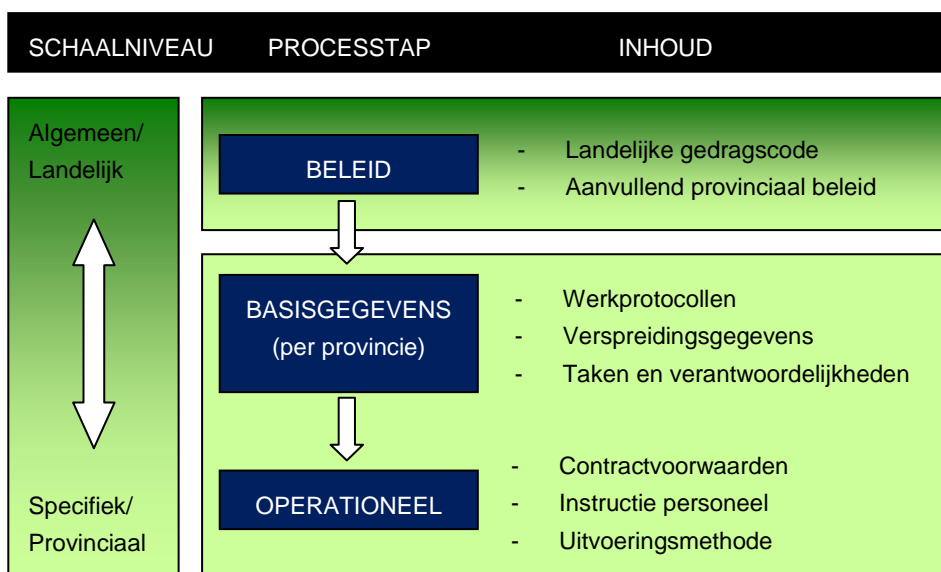 SCHAALNIVEAU PROCESSTAP INHOUD
Algemeen/
Landelijk
BELEID
- Landelijke gedragscode
- Aanvullend provinciaal beleid
BASISGEGEVENS
(per provincie)
- Werkprotocollen
- Verspreidingsgegevens
- Taken en verantwoordelijkheden
Specifiek/
Provinciaal
OPERATIONEEL
- Contractvoorwaarden
- Instructie personeel
- Uitvoeringsmethode